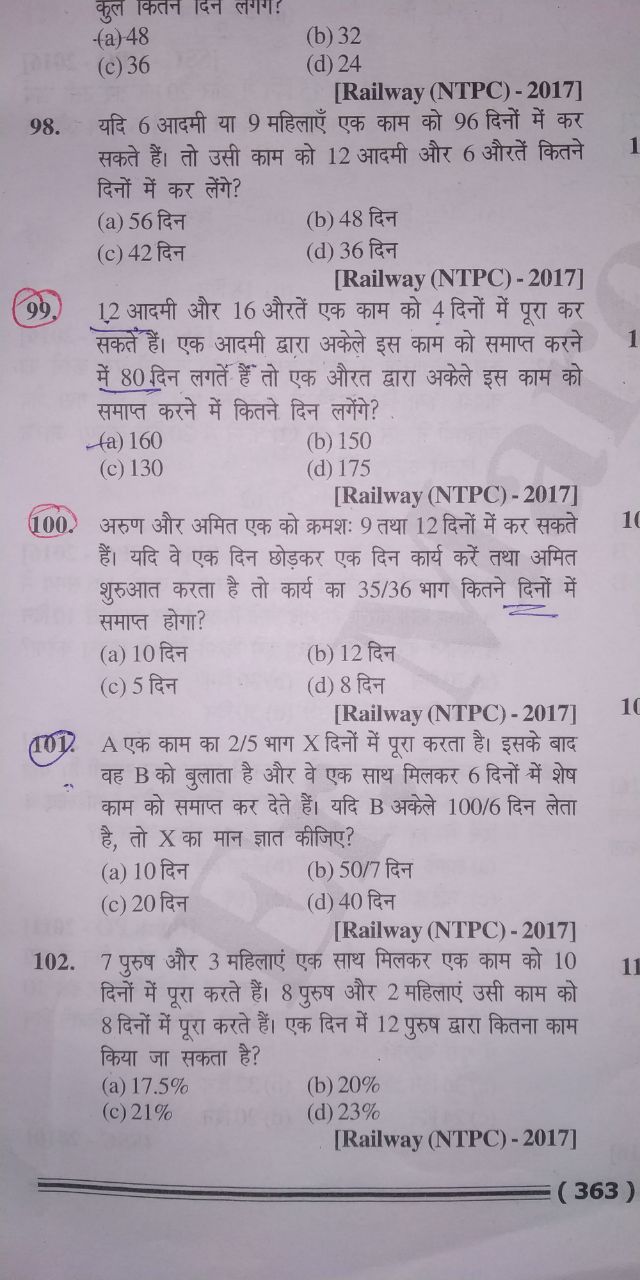 कुल कितने दिन लगेंगे?
(a) 48 (b) 32
(c) 36 (d) 24
[Railway (NTPC) - 2017]
98. यदि 6 आदमी या 9 महिलाएँ एक काम को 96 दिनों में कर
सकते हैं। तो उसी काम को 12 आदमी और 6 औरतें कितने
दिनों में कर लेंगे?
(a) 56 दिन (b) 48 दिन
(c) 42 दिन (d) 36 दिन
[Railway (NTPC) - 2017]
99. 12 आदमी और 16 औरतें एक काम को 4 दिनों में पूरा कर
सकते हैं। एक आदमी द्वारा अकेले इस काम को समाप्त करने
में 80 दिन लगतें हैं तो एक औरत द्वारा अकेले इस काम को
समाप्त करने में कितने दिन लगेंगे?
(a) 160 (b) 150
(c) 130 (d) 175
[Railway (NTPC) - 2017]
100. अरुण और अमित एक को क्रमशः 9 तथा 12 दिनों में कर सकते
हैं। यदि वे एक दिन छोड़कर एक दिन कार्य करें तथा अमित
शुरुआत करता है तो कार्य का 35/36 भाग कितने दिनों में
समाप्त होगा?
(a) 10 दिन (b) 12 दिन
(c) 5 दिन (d) 8 दिन
[Railway (NTPC) - 2017]
101. A एक काम का 2/5 भाग X दिनों में पूरा करता है। इसके बाद
वह B को बुलाता है और वे एक साथ मिलकर 6 दिनों में शेष
काम को समाप्त कर देते हैं। यदि B अकेले 100/6 दिन लेता
है, तो X का मान ज्ञात कीजिए?
(a) 10 दिन (b) 50/7 दिन
(c) 20 दिन (d) 40 दिन
[Railway (NTPC) - 2017]
102. 7 पुरुष और 3 महिलाएं एक साथ मिलकर एक काम को 10
दिनों में पूरा करते हैं। 8 पुरुष और 2 महिलाएं उसी काम को
8 दिनों में पूरा करते हैं। एक दिन में 12 पुरुष द्वारा कितना काम
किया जा सकता है?
(a) 17.5% (b) 20%
(c) 21% (d) 23%
[Railway (NTPC) - 2017]
( 363 )